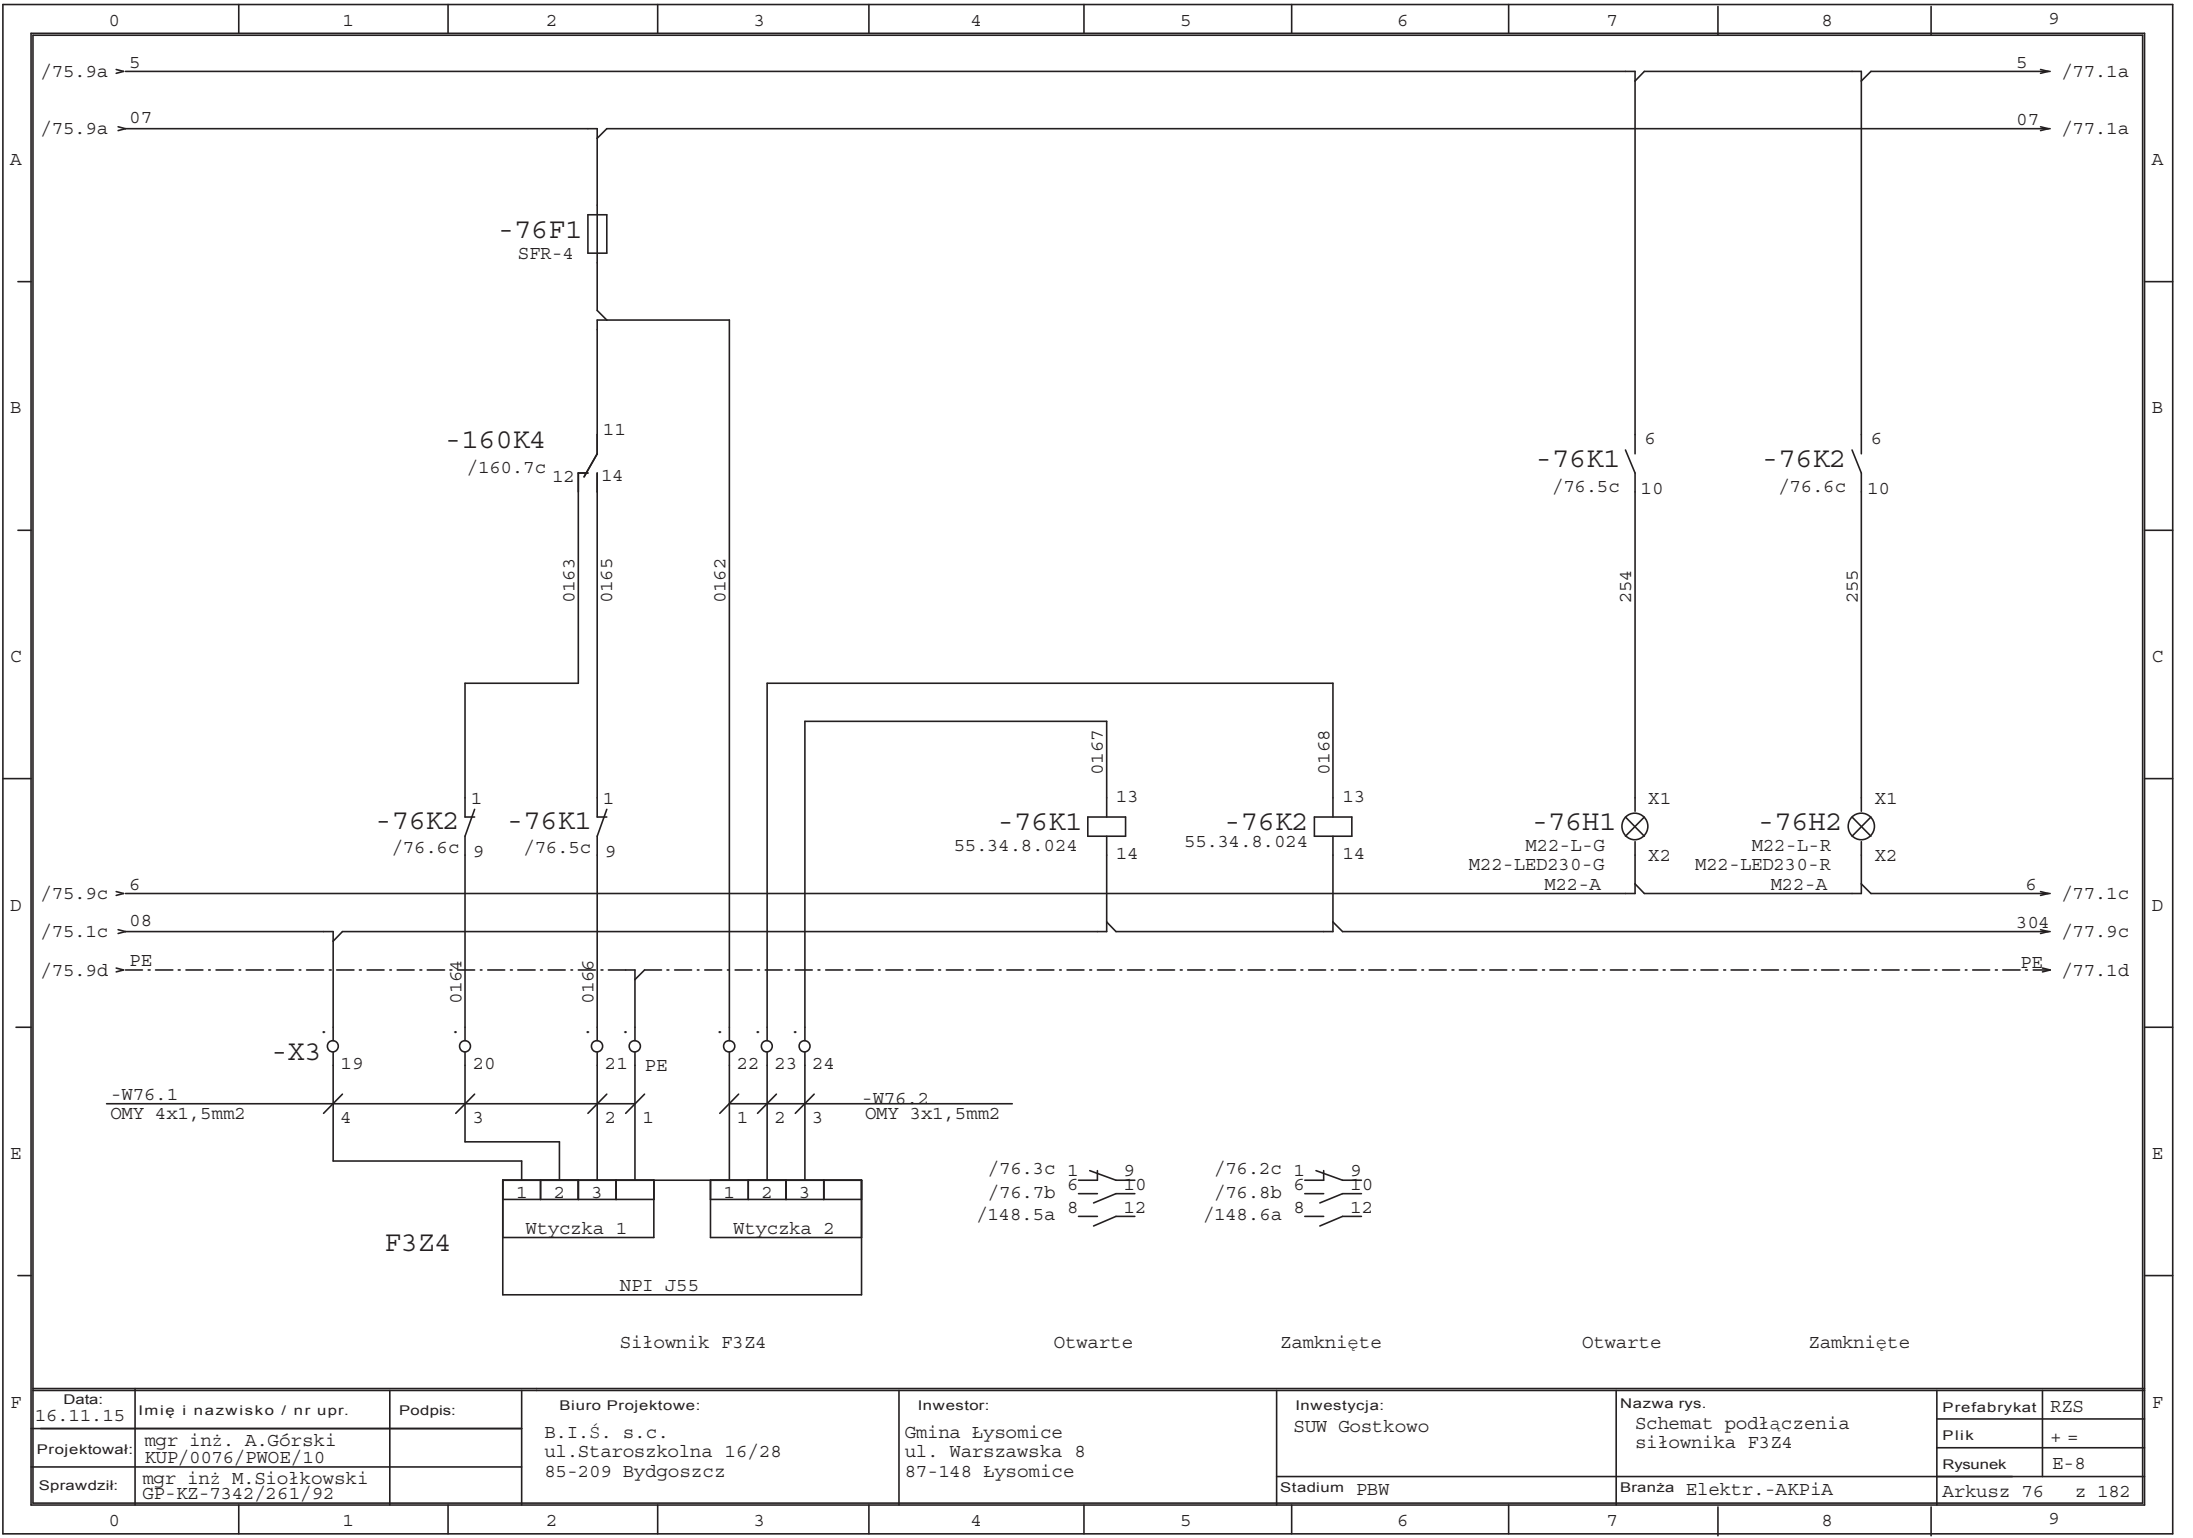 0 1 2 3 4 5 6 7 8 9
/75.9a 5 5 /77.1a
/75.9a 07 07 /77.1a
A A
-76F1
SFR-4
B B
-160K4 11
/160.7c 12 14
-76K1 6
/76.5c 10
-76K2 6
/76.6c 10
0163 0165 0162 254 255
C C
0167 0168
-76K2 1
/76.6c 9
-76K1 1
/76.5c 9
-76K1 13
55.34.8.024 14
-76K2 13
55.34.8.024 14
-76H1 X1
M22-L-G X2
M22-LED230-G
M22-A
-76H2 X1
M22-L-R X2
M22-LED230-R
M22-A
/75.9c 6 6 /77.1c
D D
/75.1c 08 304 /77.9c
/75.9d PE PE /77.1d
0164 0166
-X3 19 20 21 PE 22 23 24
-W76.1 -W76.2
OMY 4x1,5mm2 4 3 2 1 1 2 3 OMY 3x1,5mm2
E E
/76.3c 1 9
/76.7b 6 10
/148.5a 8 12
/76.2c 1 9
/76.8b 6 10
/148.6a 8 12
1 2 3 1 2 3
Wtyczka 1 Wtyczka 2
F3Z4
NPI J55
Siłownik F3Z4 Otwarte Zamknięte Otwarte Zamknięte
F F
Data:
16.11.15
Imię i nazwisko / nr upr.
Podpis:
Projektował:
mgr inż. A.Górski
KUP/0076/PWOE/10
Sprawdził:
mgr inż M.Siołkowski
GP-KZ-7342/261/92
Biuro Projektowe:
B.I.Ś. s.c.
ul.Staroszkolna 16/28
85-209 Bydgoszcz
Inwestor:
Gmina Łysomice
ul. Warszawska 8
87-148 Łysomice
Inwestycja:
SUW Gostkowo
Stadium PBW
Nazwa rys.
Schemat podłączenia
siłownika F3Z4
Branża Elektr.-AKPiA
Prefabrykat RZS
Plik + =
Rysunek E-8
Arkusz 76 z 182
0 1 2 3 4 5 6 7 8 9